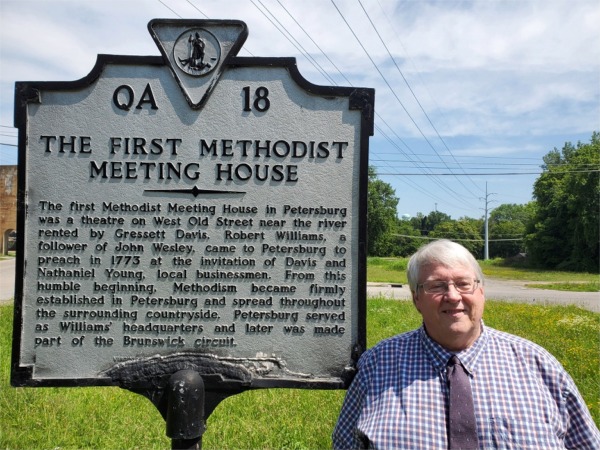 QA 18
THE FIRST METHODIST
MEETING HOUSE
The first Methodist Meeting House in Petersburg
was a theatre on West Old Street near the river
rented by Gressett Davis. Robert Williams, a
follower of John Wesley, came to Petersburg to
preach in 1773 at the invitation of Davis and
Nathaniel Young, local businessmen. From this
humble beginning, Methodism became firmly
established in Petersburg and spread throughout
the surrounding countryside. Petersburg served
as Williams' headquarters and later was made
part of the Brunswick circuit.